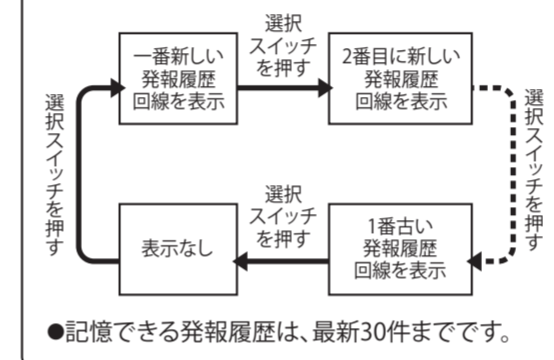 選択
スイッチ
を押す
一番新しい
発報履歴
回線を表示
2番目に新しい
発報履歴
回線を表示
選択スイッチを押す
選択スイッチを押す
選択
スイッチ
を押す
表示なし
1番古い
発報履歴
回線を表示
●記憶できる発報履歴は、最新30件までです。